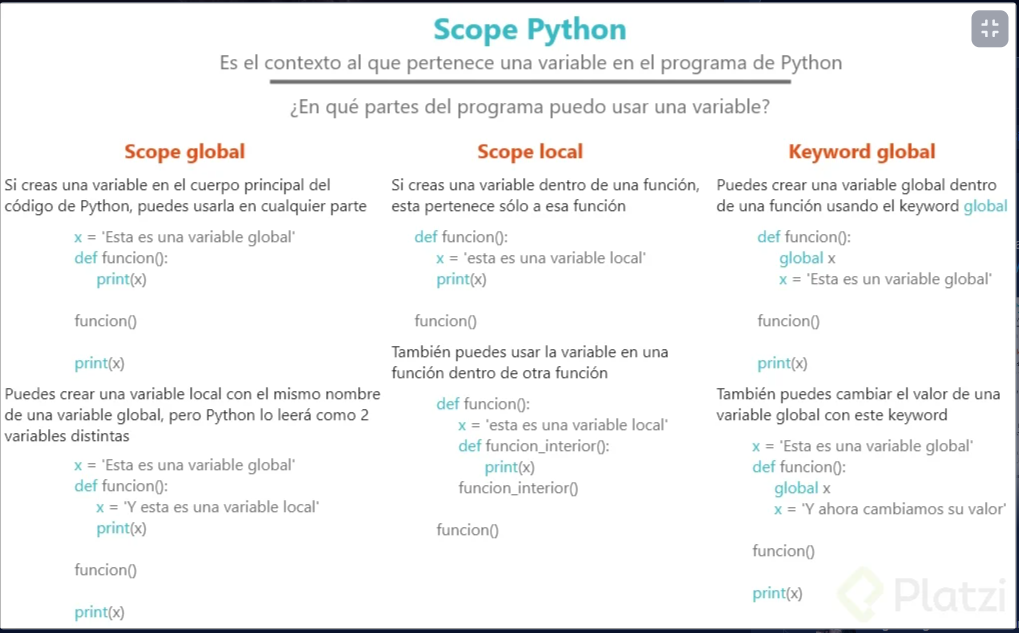 Scope Python
Es el contexto al que pertenece una variable en el programa de Python
¿En qué partes del programa puedo usar una variable?
Scope global
Si creas una variable en el cuerpo principal del
código de Python, puedes usarla en cualquier parte
x = 'Esta es una variable global'
def funcion():
print(x)
funcion()
print(x)
Puedes crear una variable local con el mismo nombre
de una variable global, pero Python lo leerá como 2
variables distintas
x = 'Esta es una variable global'
def funcion():
x = 'Y esta es una variable local'
print(x)
funcion()
print(x)
Scope local
Si creas una variable dentro de una función,
esta pertenece sólo a esa función
def funcion():
x = 'esta es una variable local'
print(x)
funcion()
También puedes usar la variable en una
función dentro de otra función
def funcion():
x = 'esta es una variable local'
def funcion_interior():
print(x)
funcion_interior()
funcion()
Keyword global
Puedes crear una variable global dentro
de una función usando el keyword global
def funcion():
global x
x = 'Esta es un variable global'
funcion()
print(x)
También puedes cambiar el valor de una
variable global con este keyword
x = 'Esta es una variable global'
def funcion():
global x
x = 'Y ahora cambiamos su valor'
funcion()
print(x)
Platzi